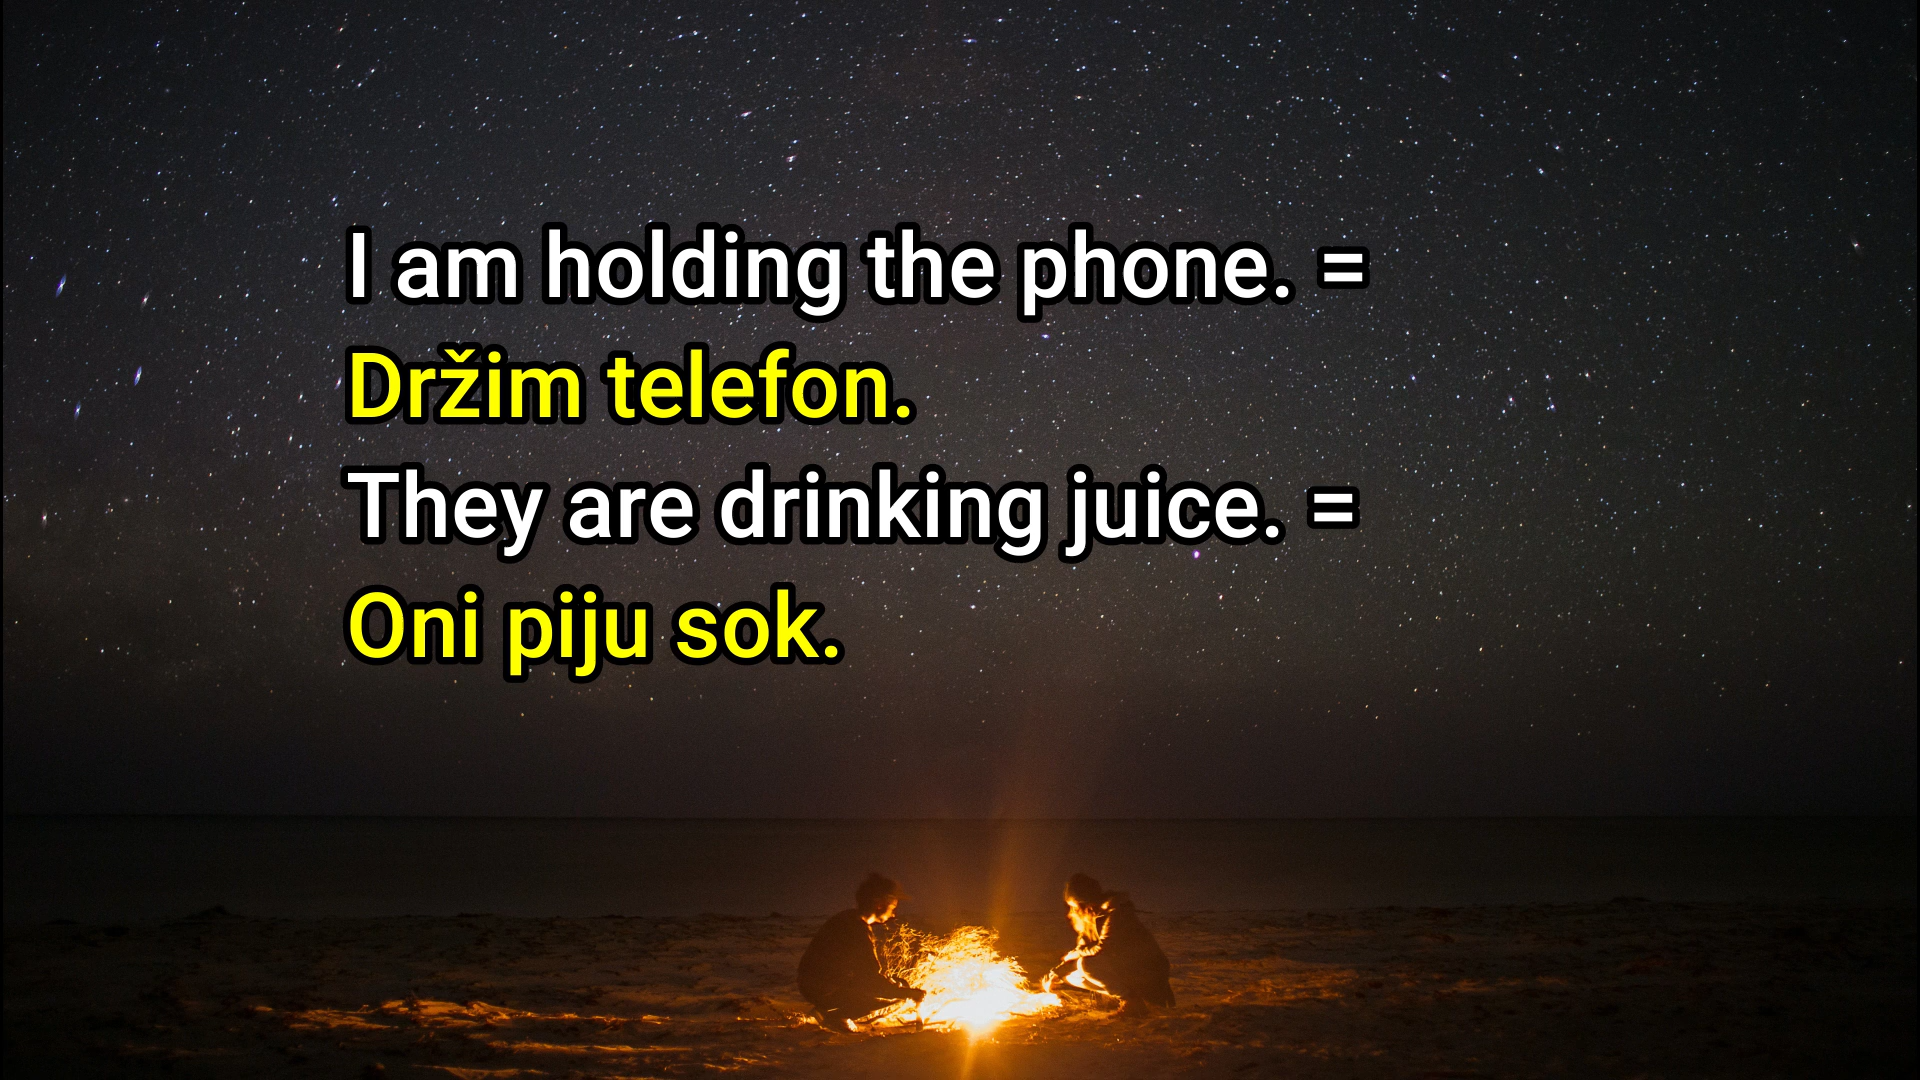 I am holding the phone. =
Držim telefon.
They are drinking juice. =
Oni piju sok.